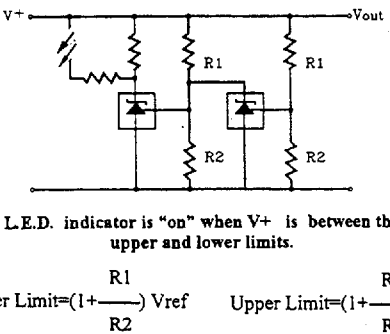 V+ Vout
R1 R1
R2 R2
L.E.D. indicator is "on" when V+ is between th
upper and lower limits.
R1 R
er Limit=(1+——) Vref Upper Limit=(1+—
R2 R